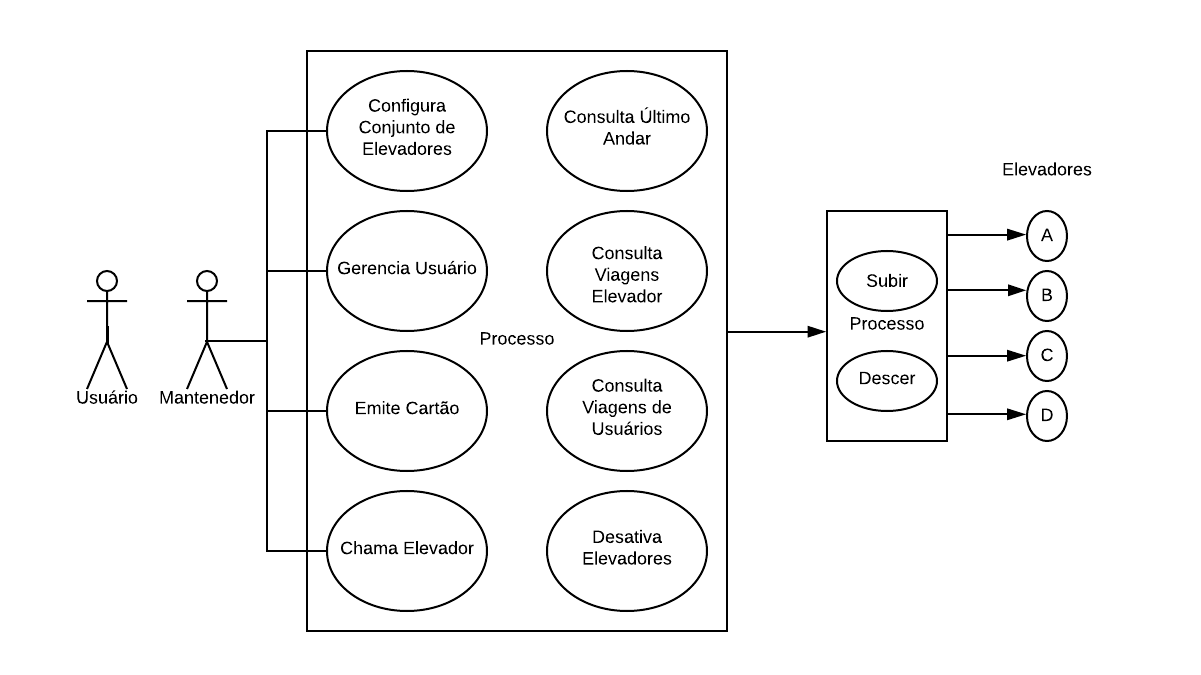 Usuário
Mantenedor
Configura
Conjunto de
Elevadores
Gerencia Usuário
Emite Cartão
Chama Elevador
Processo
Consulta Último
Andar
Consulta
Viagens
Elevador
Consulta
Viagens de
Usuários
Desativa
Elevadores
Subir
Processo
Descer
Elevadores
A
B
C
D